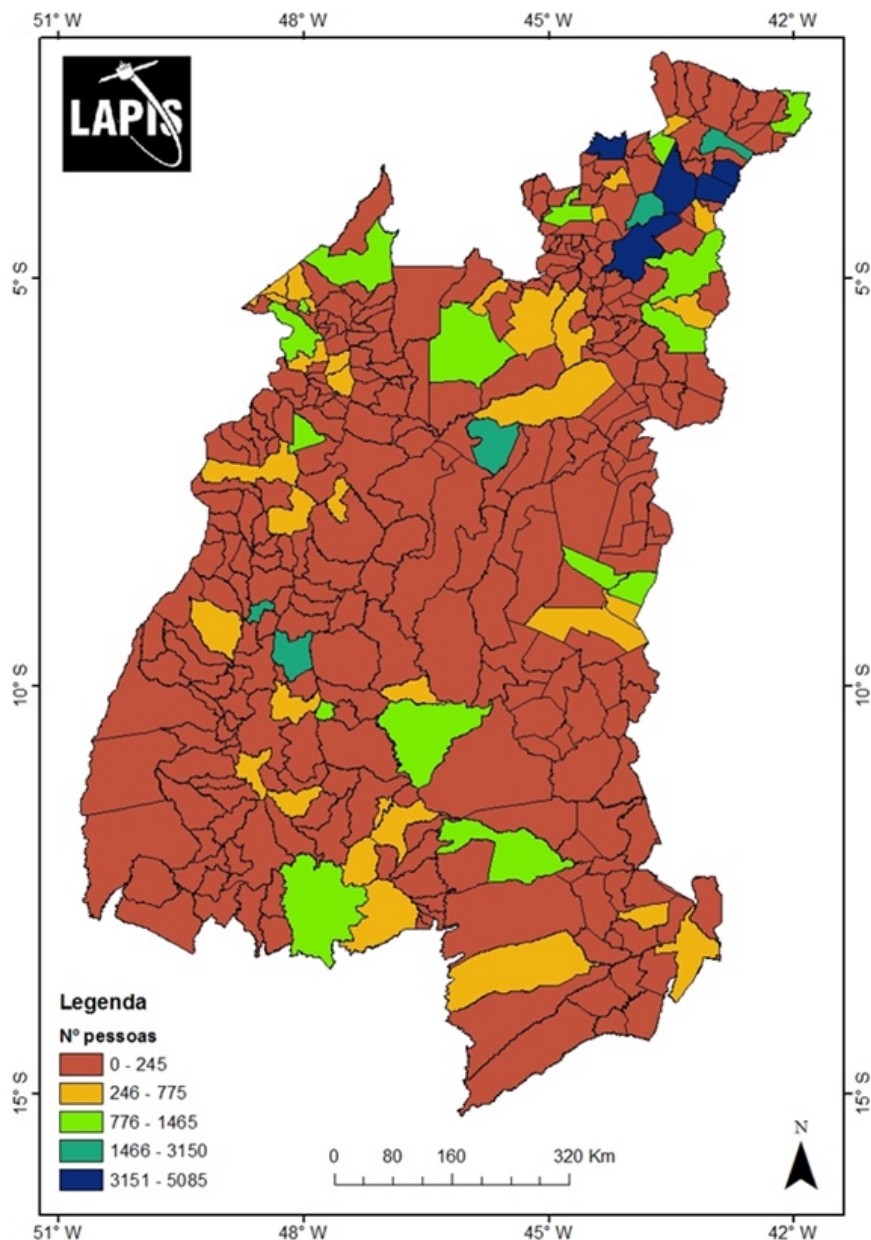 51° W 48° W 45° W 42° W
LAPIS
5° S 5° S
10° S 10° S
15° S 15° S
Legenda
Nº pessoas
0 - 245
246 - 775
776 - 1465
1466 - 3150
3151 - 5085
0 80 160 320 Km
N
51° W 48° W 45° W 42° W